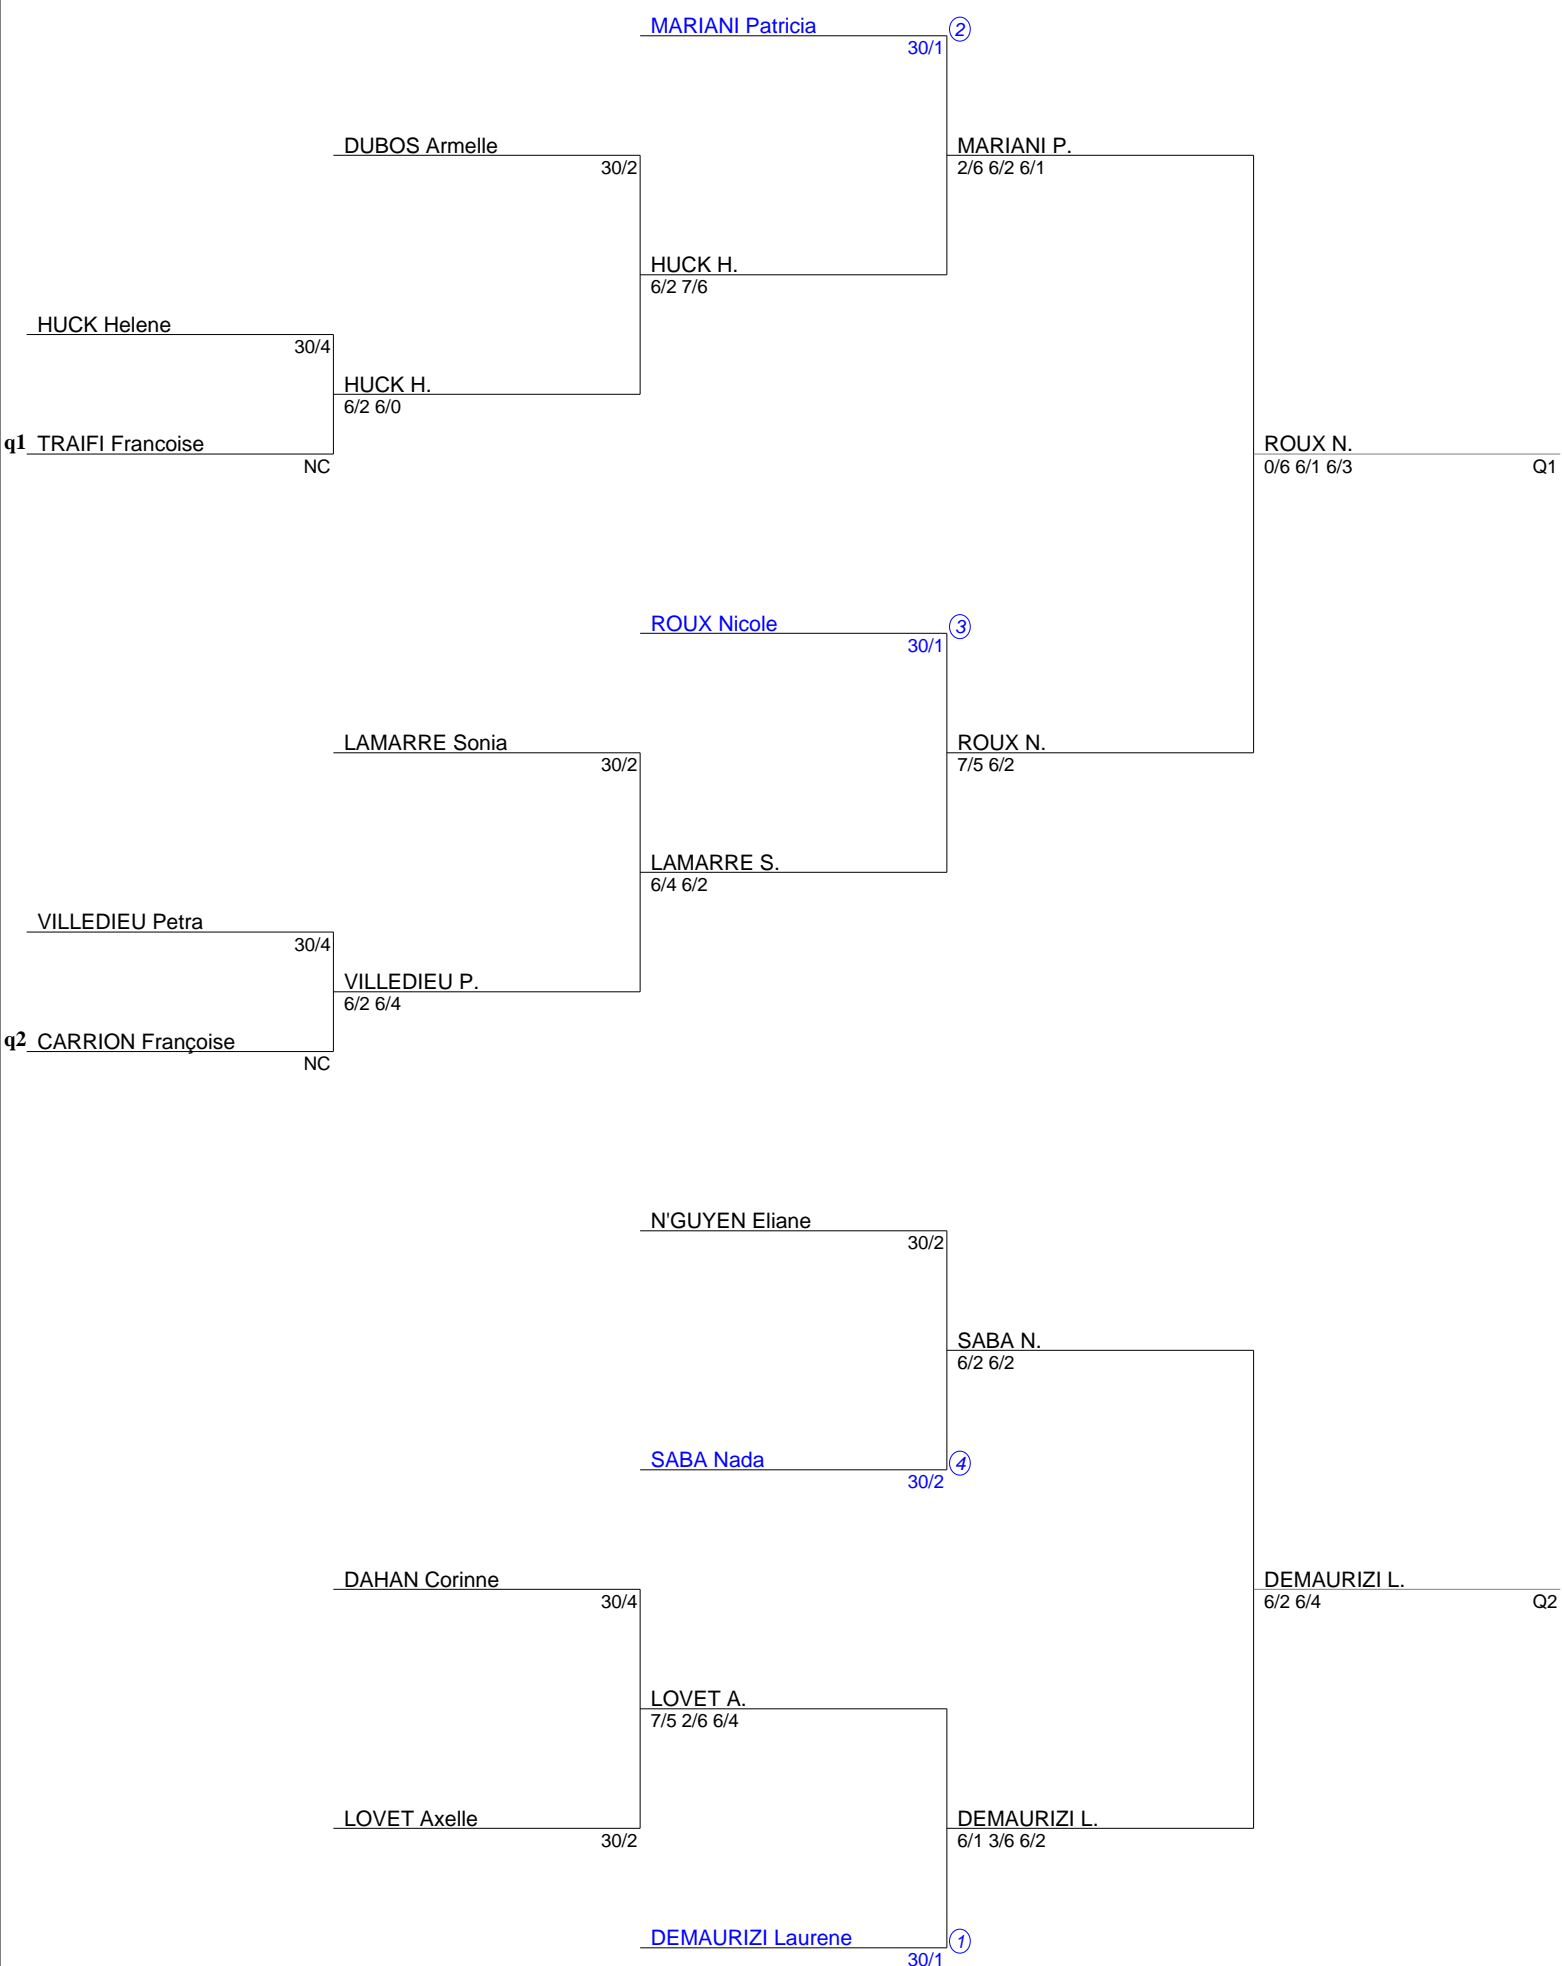 MARIANI Patricia 2
30/1
DUBOS Armelle
30/2
MARIANI P.
2/6 6/2 6/1
HUCK H.
6/2 7/6
HUCK Helene
30/4
HUCK H.
6/2 6/0
q1 TRAIFI Francoise
NC
ROUX N.
0/6 6/1 6/3 Q1
ROUX Nicole 3
30/1
LAMARRE Sonia
30/2
ROUX N.
7/5 6/2
LAMARRE S.
6/4 6/2
VILLEDIEU Petra
30/4
VILLEDIEU P.
6/2 6/4
q2 CARRION Françoise
NC
N'GUYEN Eliane
30/2
SABA N.
6/2 6/2
SABA Nada 4
30/2
DAHAN Corinne
30/4
DEMAURIZI L.
6/2 6/4 Q2
LOVET A.
7/5 2/6 6/4
LOVET Axelle
30/2
DEMAURIZI L.
6/1 3/6 6/2
DEMAURIZI Laurene 1
30/1